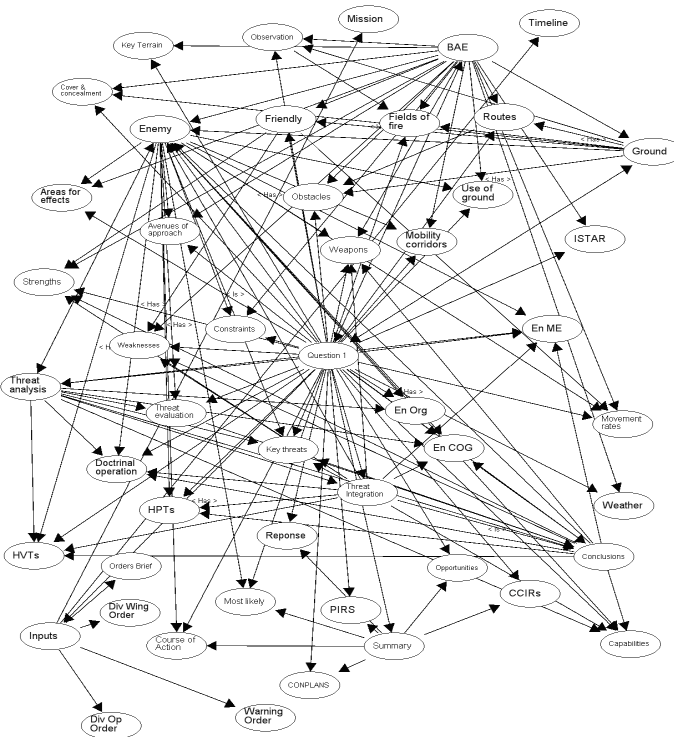 Mission
Timeline
Key Terrain
Observation
BAE
Cover &
concealment
Enemy
Friendly
Fields of
fire
Routes
< Has >
Ground
Areas for
effects
< Has >
Obstacles
< Has >
Use of
ground
Avenues of
approach
Weapons
Mobility
corridors
ISTAR
Strengths
< Is >
< Has >
< Has >
Constraints
En ME
< H
Weaknesses
Question 1
Threat
analysis
Has >
Threat
evaluation
En Org
Movement
rates
Key threats
En COG
Doctrinal
operation
Threat
Integration
Weather
< Has >
HPTs
HVTs
Reponse
Conclusions
Orders Brief
Opportunities
Most likely
CCIRs
Div Wing
Order
PIRS
Inputs
Course of
Action
Summary
Capabilities
CONPLANS
Div Op
Order
Warning
Order